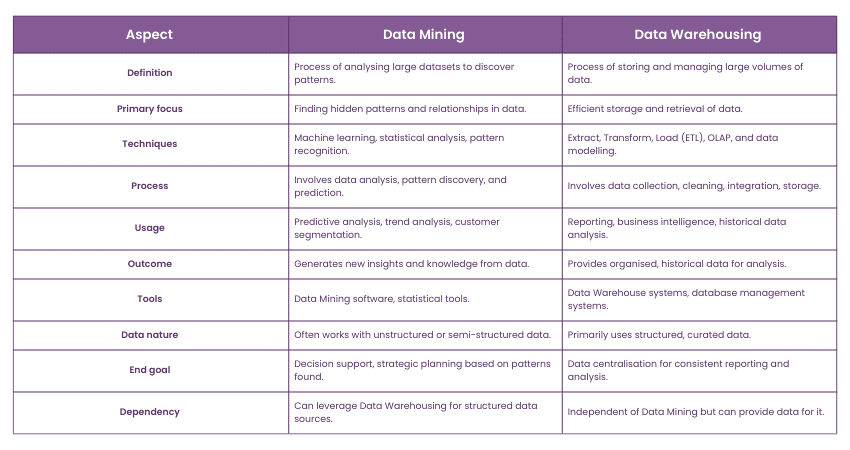 Aspect
Data Mining
Data Warehousing
Definition
Process of analysing large datasets to discover
patterns.
Process of storing and managing large volumes of
data.
Primary focus
Finding hidden patterns and relationships in data.
Efficient storage and retrieval of data.
Techniques
Machine learning, statistical analysis, pattern
recognition.
Extract, Transform, Load (ETL), OLAP, and data
modelling.
Process
Involves data analysis, pattern discovery, and
prediction.
Involves data collection, cleaning, integration, storage.
Usage
Predictive analysis, trend analysis, customer
segmentation.
Reporting, business intelligence, historical data
analysis.
Outcome
Generates new insights and knowledge from data.
Provides organised, historical data for analysis.
Tools
Data Mining software, statistical tools.
Data Warehouse systems, database management
systems.
Data nature
Often works with unstructured or semi-structured data.
Primarily uses structured, curated data.
End goal
Decision support, strategic planning based on patterns
found.
Data centralisation for consistent reporting and
analysis.
Dependency
Can leverage Data Warehousing for structured data
sources.
Independent of Data Mining but can provide data for it.